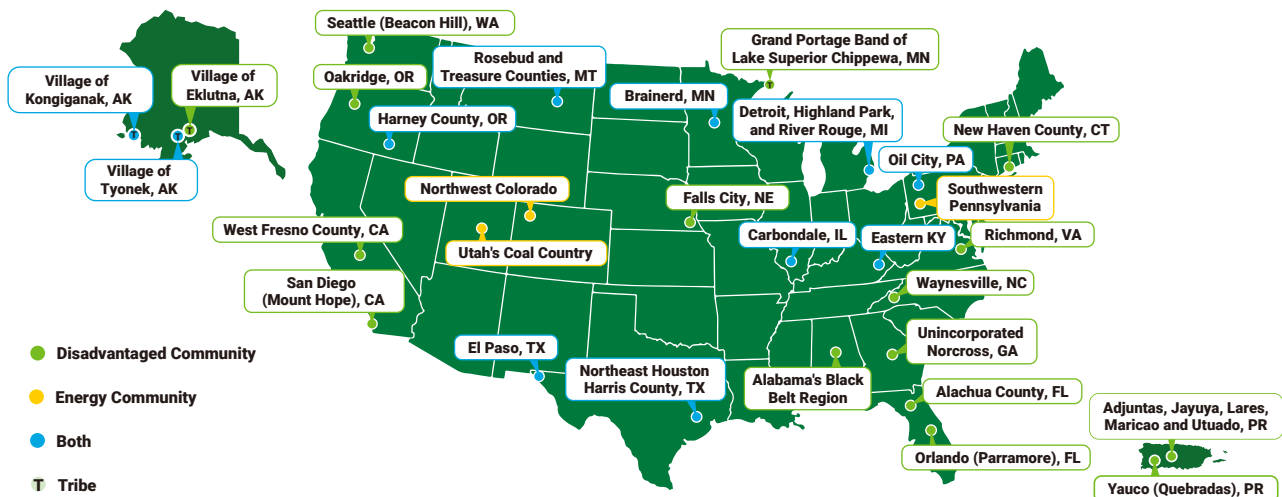 Seattle (Beacon Hill), WA
Grand Portage Band of
Lake Superior Chippewa, MN
Village of
Kongiganak, AK
Village of
Eklutna, AK
Oakridge, OR
Rosebud and
Treasure Counties, MT
Brainerd, MN
Detroit, Highland Park,
and River Rouge, MI
New Haven County, CT
Harney County, OR
Village of
Tyonek, AK
Oil City, PA
Northwest Colorado
Falls City, NE
Southwestern
Pennsylvania
West Fresno County, CA
Utah's Coal Country
Carbondale, IL
Eastern KY
Richmond, VA
San Diego
(Mount Hope), CA
Waynesville, NC
Unincorporated
Norcross, GA
El Paso, TX
Northeast Houston
Harris County, TX
Alabama's Black
Belt Region
Alachua County, FL
Adjuntas, Jayuya, Lares,
Maricao and Utuado, PR
Orlando (Parramore), FL
Yauco (Quebradas), PR
Disadvantaged Community
Energy Community
Both
T Tribe
T
T
T
T